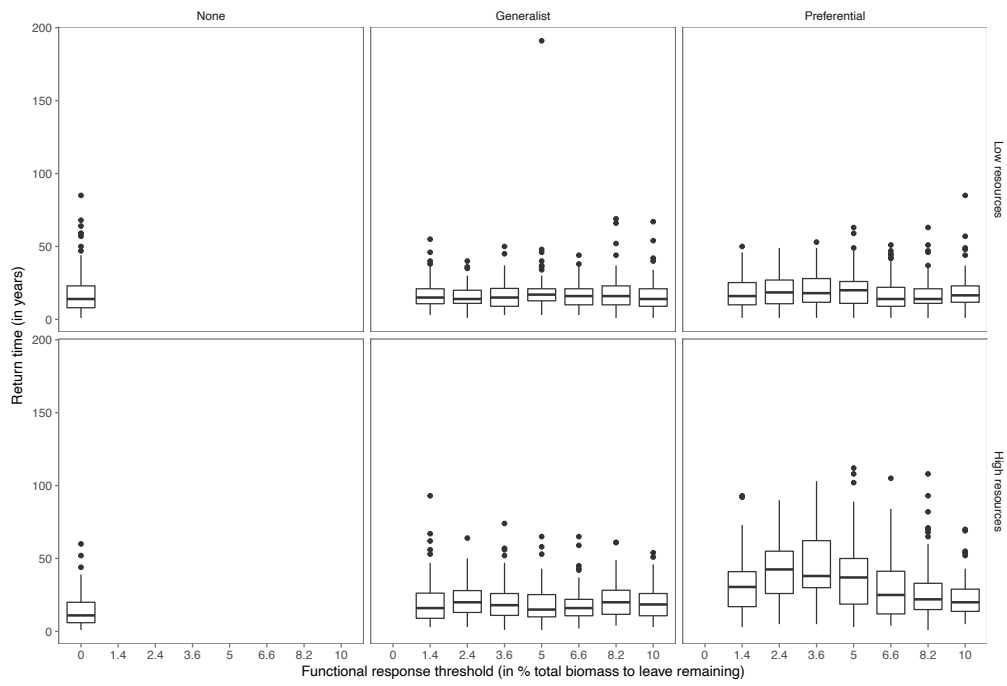 None Generalist Preferential
200
150
100
50
0
Low resources
200
150
100
50
0
High resources
Return time (in years)
0 1.4 2.4 3.6 5 6.6 8.2 10 0 1.4 2.4 3.6 5 6.6 8.2 10 0 1.4 2.4 3.6 5 6.6 8.2 10
Functional response threshold (in % total biomass to leave remaining)